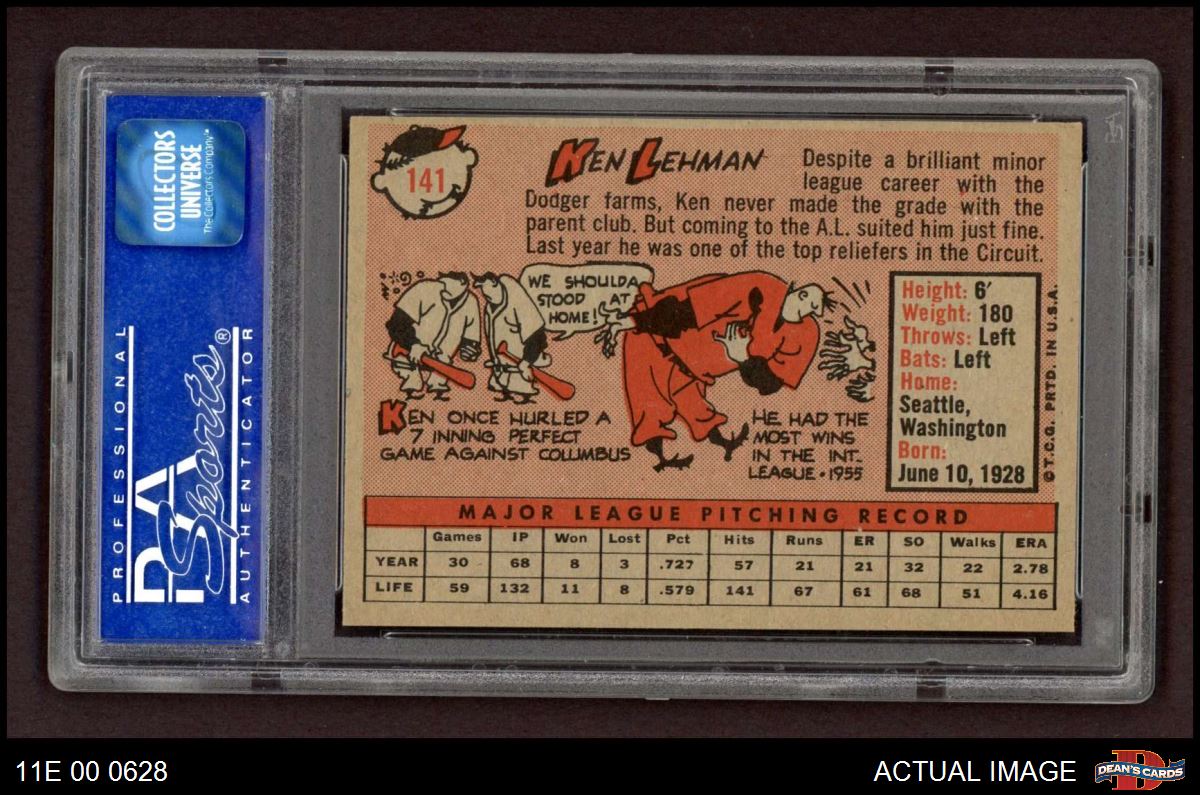 COLLECTORS
UNIVERSE
The Collectors Company™
PROFESSIONAL
PSA
Sports®
AUTHENTICATOR
141
KEN LEHMAN
Despite a brilliant minor
league career with the
Dodger farms, Ken never made the grade with the
parent club. But coming to the A.L. suited him just fine.
Last year he was one of the top reliefers in the Circuit.
WE SHOULDA
STOOD AT
HOME!
KEN ONCE HURLED A
7 INNING PERFECT
GAME AGAINST COLUMBUS
HE HAD THE
MOST WINS
IN THE INT.
LEAGUE • 1955
Height: 6'
Weight: 180
Throws: Left
Bats: Left
Home:
Seattle,
Washington
Born:
June 10, 1928
©T.C.G. PRTD. IN U.S.A.
MAJOR LEAGUE PITCHING RECORD
Games IP Won Lost Pct Hits Runs ER SO Walks ERA
YEAR 30 68 8 3 .727 57 21 21 32 22 2.78
LIFE 59 132 11 8 .579 141 67 61 68 51 4.16
11E 00 0628
ACTUAL IMAGE
D
DEAN'S CARDS